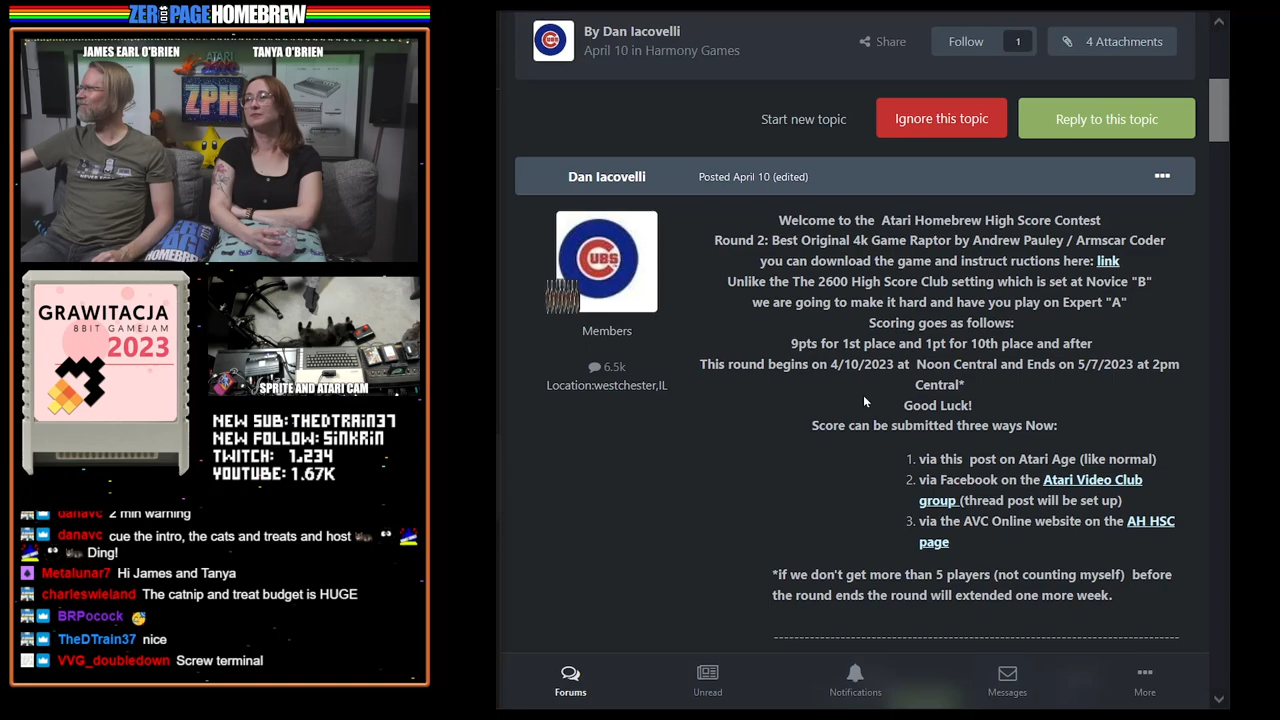 ZEROPAGE HOMEBREW
JAMES EARL O'BRIEN
TANYA O'BRIEN
ATARI
ZPH
GRAWITACJA
8BIT GAMEJAM
2023
SPRITE AND ATARI CAM
NEW SUB: THEDTRAIN37
NEW FOLLOW: SINKRIN
TWITCH: 1,234
YOUTUBE: 1.67K
danavc 2 min warning
danavc cue the intro, the cats and treats and host
Ding!
Metalunar7 Hi James and Tanya
charleswieland The catnip and treat budget is HUGE
BRPocock
TheDTrain37 nice
VVG_doubledown Screw terminal
By Dan Iacovelli
April 10 in Harmony Games
Share
Follow 1
4 Attachments
Start new topic
Ignore this topic
Reply to this topic
Dan Iacovelli
Posted April 10 (edited)
CUBS
Members
6.5k
Location:westchester,IL
Welcome to the Atari Homebrew High Score Contest
Round 2: Best Original 4k Game Raptor by Andrew Pauley / Armscar Coder
you can download the game and instruct ructions here: link
Unlike the The 2600 High Score Club setting which is set at Novice "B"
we are going to make it hard and have you play on Expert "A"
Scoring goes as follows:
9pts for 1st place and 1pt for 10th place and after
This round begins on 4/10/2023 at Noon Central and Ends on 5/7/2023 at 2pm
Central*
Good Luck!
Score can be submitted three ways Now:
1. via this post on Atari Age (like normal)
2. via Facebook on the Atari Video Club
group (thread post will be set up)
3. via the AVC Online website on the AH HSC
page
*if we don't get more than 5 players (not counting myself) before
the round ends the round will extended one more week.
Forums
Unread
Notifications
Messages
More